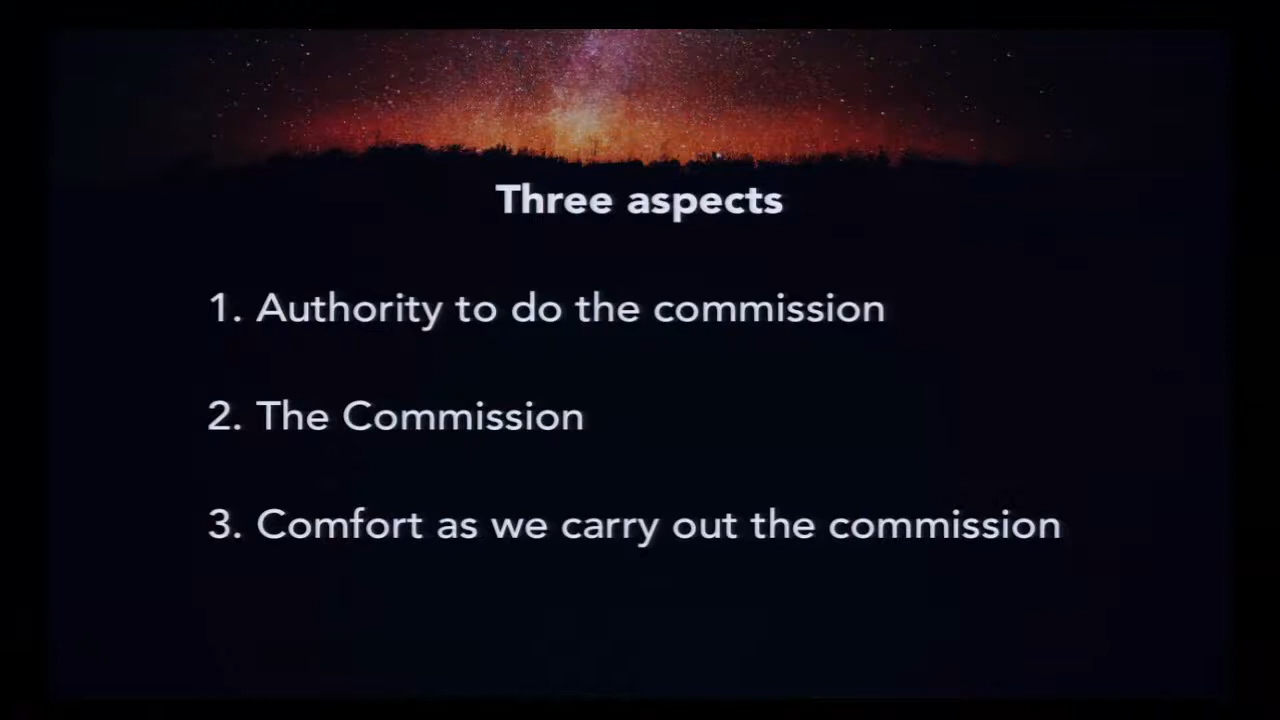 Three aspects
1. Authority to do the commission
2. The Commission
3. Comfort as we carry out the commission